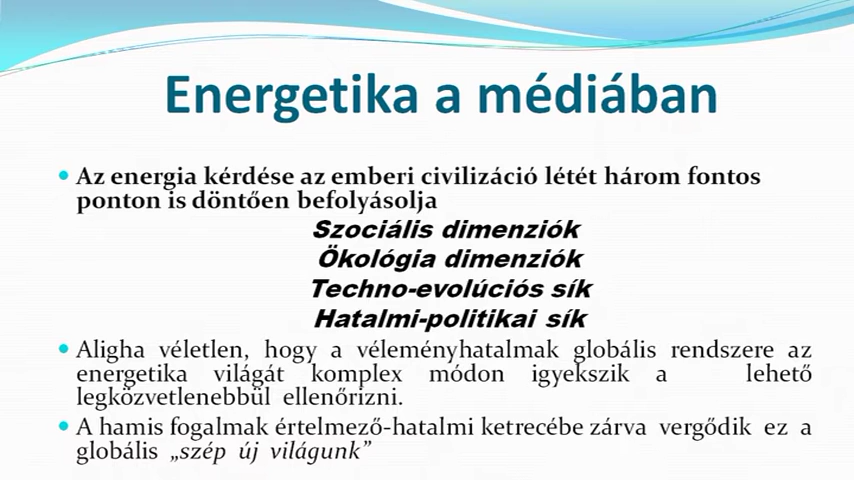 Energetika a médiában
Az energia kérdése az emberi civilizáció létét három fontos
ponton is döntően befolyásolja
Szociális dimenziók
Ökológia dimenziók
Techno-evolúciós sík
Hatalmi-politikai sík
Aligha véletlen, hogy a véleményhatalmak globális rendszere az
energetika világát komplex módon igyekszik a lehető
legközvetlenebbül ellenőrizni.
A hamis fogalmak értelmező-hatalmi ketrecébe zárva vergődik ez a
globális „szép új világunk”